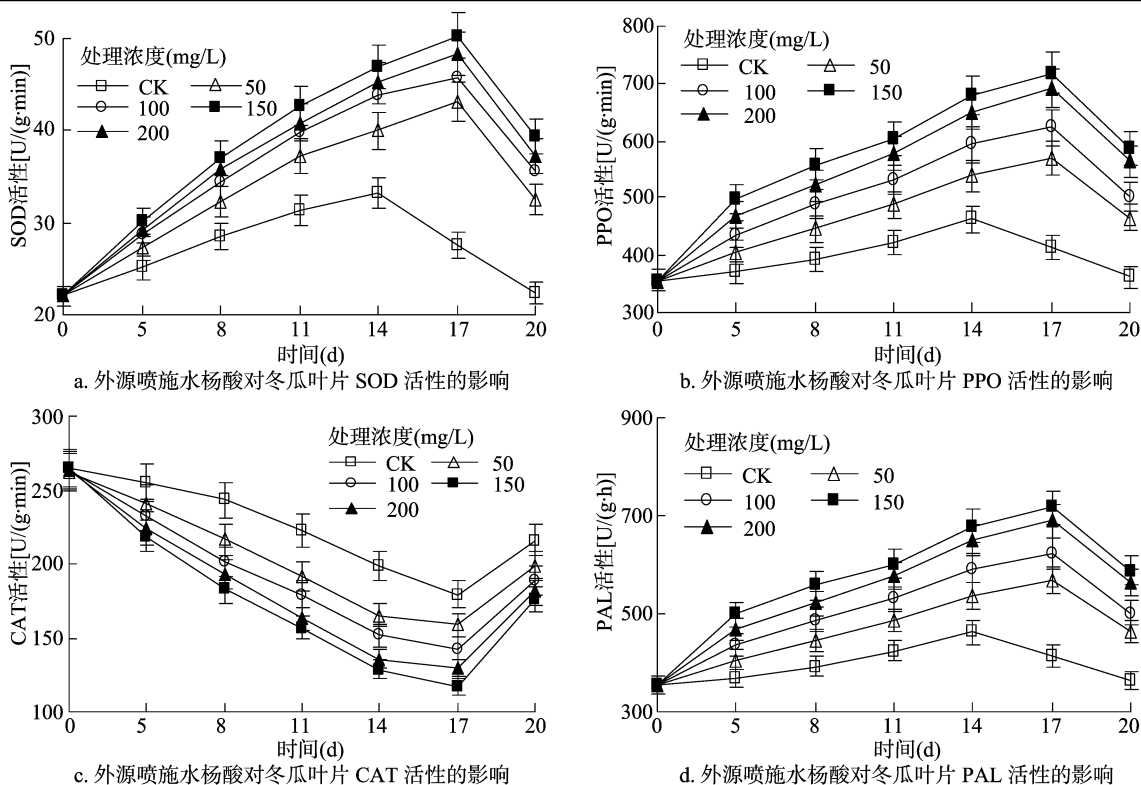 50
40
30
20
SOD活性[U/(g·min)]
处理浓度(mg/L)
CK 50
100 150
200
0 5 8 11 14 17 20
时间(d)
a. 外源喷施水杨酸对冬瓜叶片 SOD 活性的影响
800
700
600
500
400
300
PPO活性[U/(g·min)]
处理浓度(mg/L)
CK 50
100 150
200
0 5 8 11 14 17 20
时间(d)
b. 外源喷施水杨酸对冬瓜叶片 PPO 活性的影响
300
250
200
150
100
CAT活性[U/(g·min)]
处理浓度(mg/L)
CK 50
100 150
200
0 5 8 11 14 17 20
时间(d)
c. 外源喷施水杨酸对冬瓜叶片 CAT 活性的影响
900
700
500
300
PAL活性[U/(g·h)]
处理浓度(mg/L)
CK 50
100 150
200
0 5 8 11 14 17 20
时间(d)
d. 外源喷施水杨酸对冬瓜叶片 PAL 活性的影响